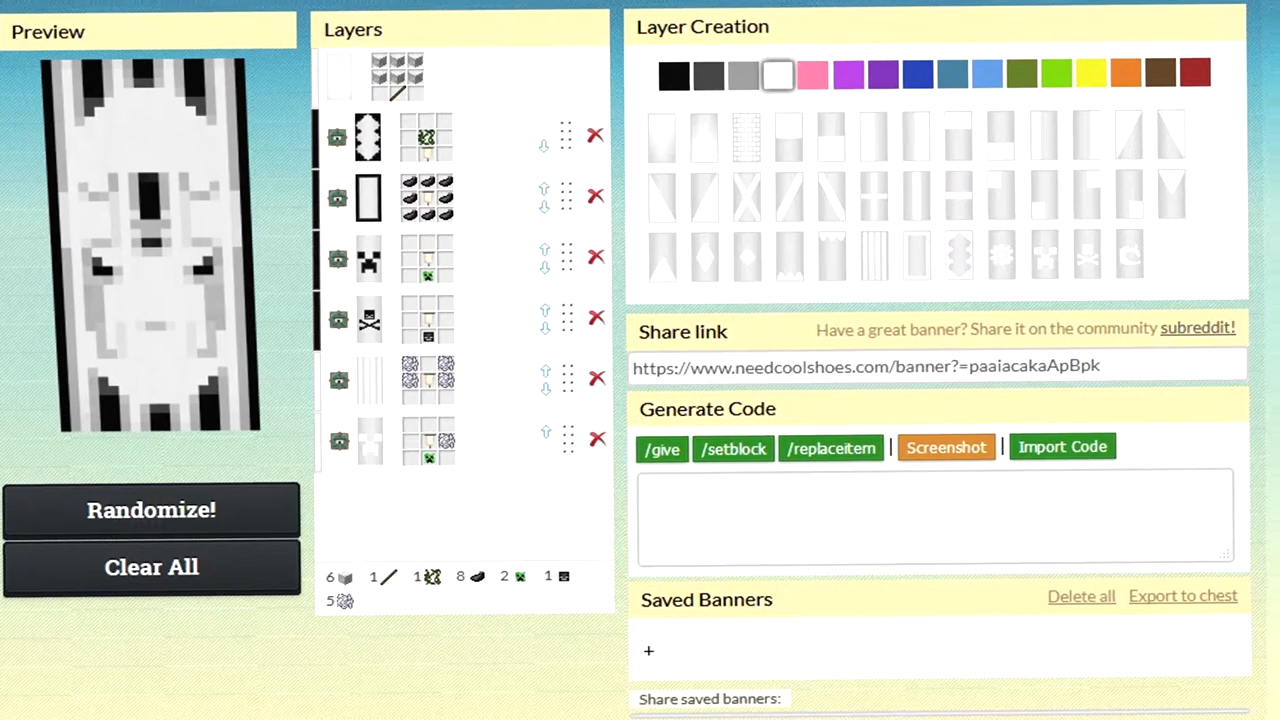 Preview
Layers
Layer Creation
Share link
Have a great banner? Share it on the community subreddit!
https://www.needcoolshoes.com/banner?=paaiacakaApBpk
Generate Code
/give
/setblock
/replaceitem
|
Screenshot
|
Import Code
Randomize!
Clear All
6 1 1 8 2 1
5
Saved Banners
Delete all
Export to chest
+
Share saved banners: